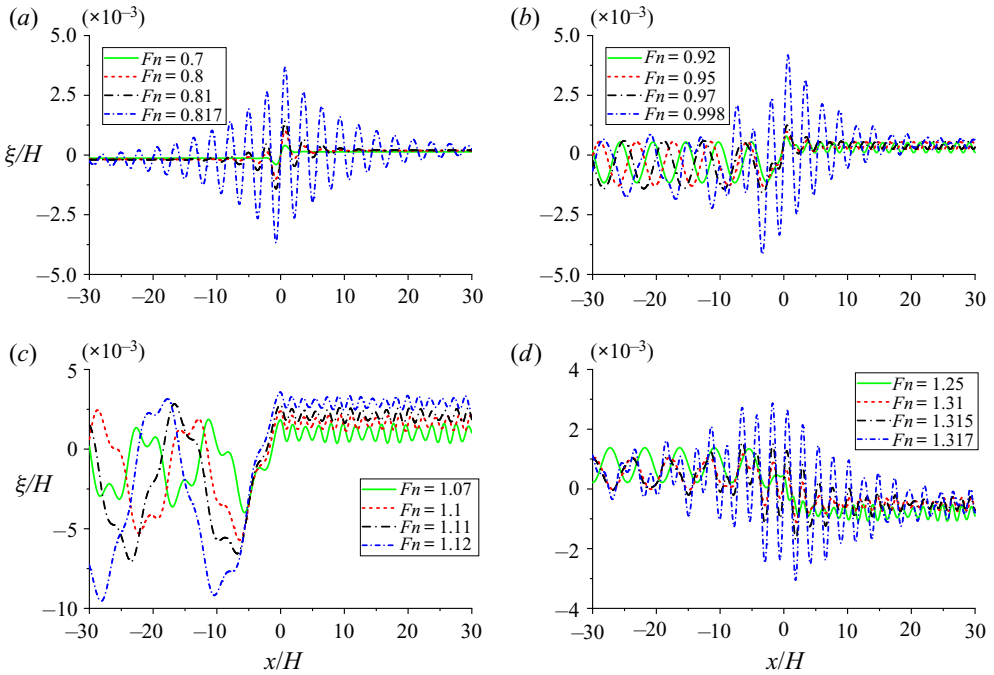 (a) (×10⁻³) (b) (×10⁻³)
5.0 5.0
Fn = 0.7 Fn = 0.92
Fn = 0.8 Fn = 0.95
2.5 Fn = 0.81 2.5 Fn = 0.97
Fn = 0.817 Fn = 0.998
ξ/H 0 0
−2.5 −2.5
−5.0 −5.0
−30 −20 −10 0 10 20 30 −30 −20 −10 0 10 20 30
(c) (×10⁻³) (d) (×10⁻³)
5 4
Fn = 1.25
Fn = 1.31
2 Fn = 1.315
Fn = 1.317
ξ/H 0 0
Fn = 1.07
−5 Fn = 1.1 −2
Fn = 1.11
Fn = 1.12
−10 −4
−30 −20 −10 0 10 20 30 −30 −20 −10 0 10 20 30
x/H x/H